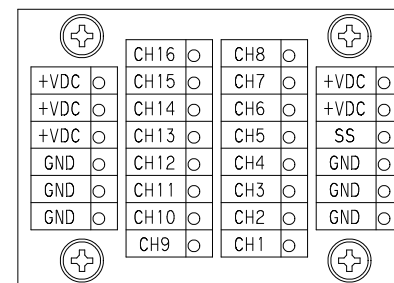 CH16 CH8
+VDC CH15 CH7 +VDC
+VDC CH14 CH6 +VDC
+VDC CH13 CH5 SS
GND CH12 CH4 GND
GND CH11 CH3 GND
GND CH10 CH2 GND
CH9 CH1